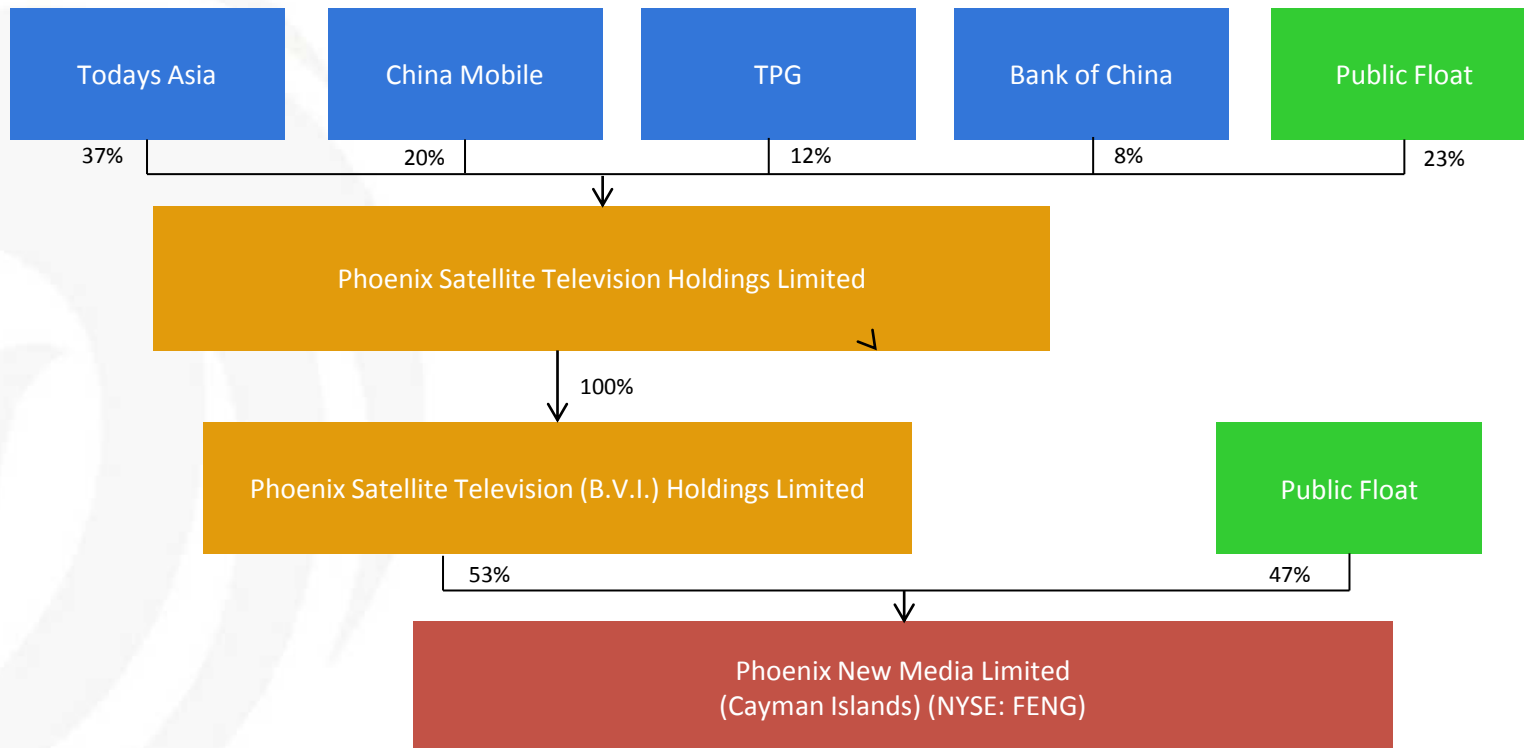 Todays Asia
China Mobile
TPG
Bank of China
Public Float
37%
20%
12%
8%
23%
Phoenix Satellite Television Holdings Limited
100%
Phoenix Satellite Television (B.V.I.) Holdings Limited
Public Float
53%
47%
Phoenix New Media Limited
(Cayman Islands) (NYSE: FENG)